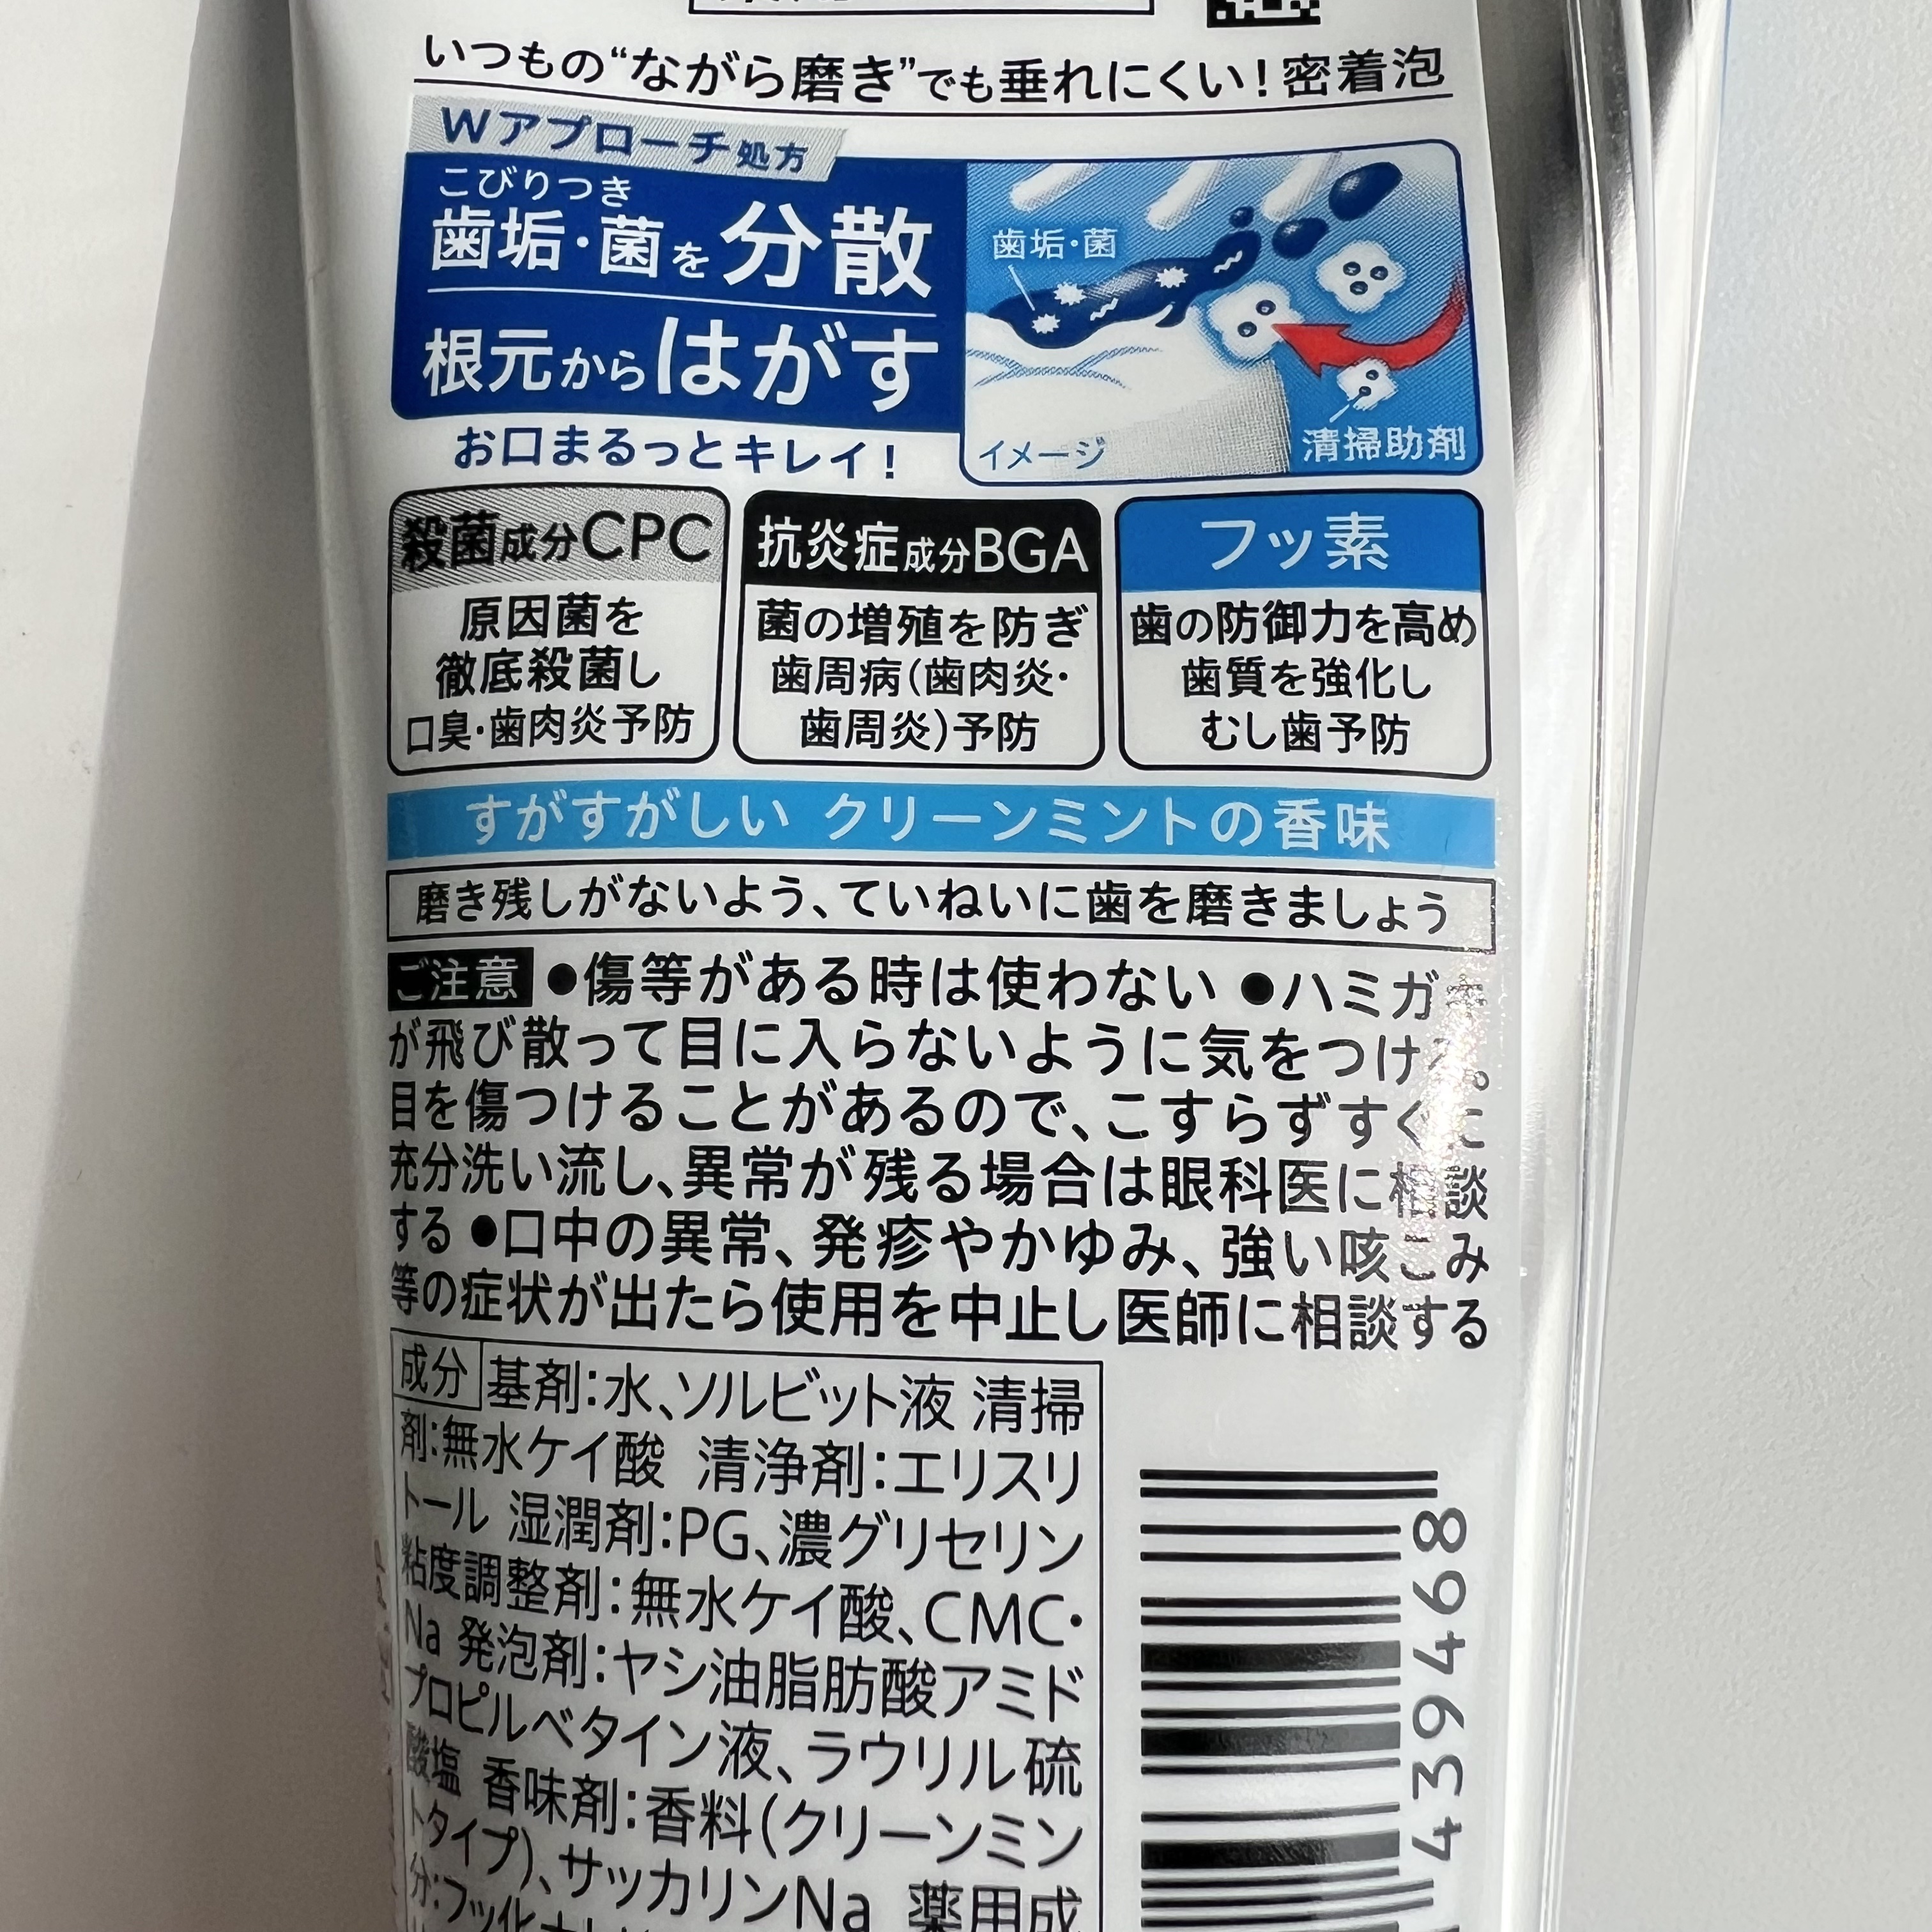 いつもの“ながら磨き”でも垂れにくい！密着泡
Wアプローチ処方
こびりつき
歯垢・菌を分散
根元からはがす
お口まるっとキレイ！
歯垢・菌
イメージ
清掃助剤
殺菌成分CPC
原因菌を
徹底殺菌し
口臭・歯肉炎予防
抗炎症成分BGA
菌の増殖を防ぎ
歯周病（歯肉炎・
歯周炎）予防
フッ素
歯の防御力を高め
歯質を強化し
むし歯予防
すがすがしい クリーンミントの香味
磨き残しがないよう、ていねいに歯を磨きましょう
ご注意 ●傷等がある時は使わない ●ハミガキ
が飛び散って目に入らないように気をつける。
目を傷つけることがあるので、こすらずすぐに
充分洗い流し、異常が残る場合は眼科医に相談
する ●口中の異常、発疹やかゆみ、強い咳こみ
等の症状が出たら使用を中止し医師に相談する
成分 基剤：水、ソルビット液 清掃
剤：無水ケイ酸 清浄剤：エリスリ
トール 湿潤剤：PG、濃グリセリン
粘度調整剤：無水ケイ酸、CMC・
Na 発泡剤：ヤシ油脂肪酸アミド
プロピルベタイン液、ラウリル硫
酸塩 香味剤：香料（クリーンミン
トタイプ）、サッカリンNa 薬用成
分：フッ化
439468